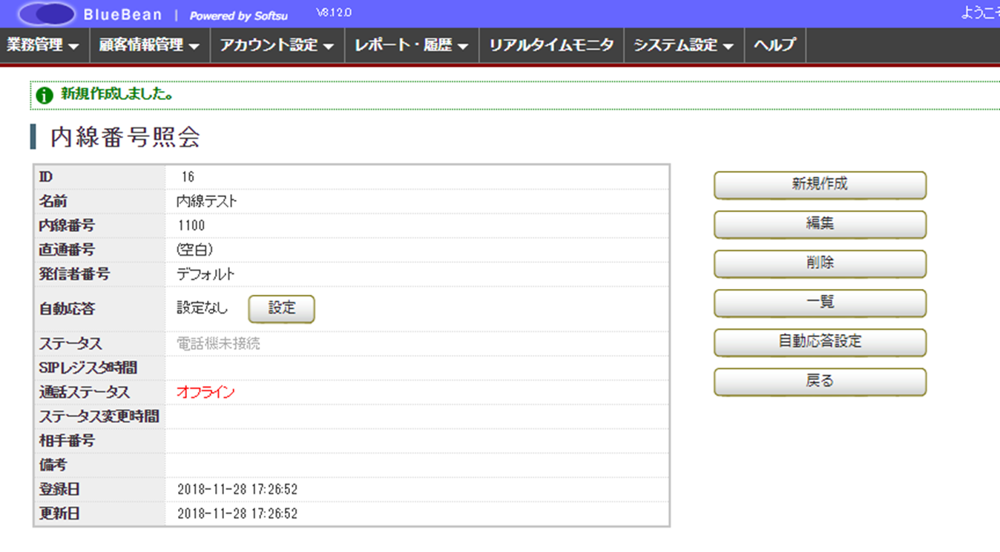 BlueBean | Powered by Softsu V8.12.0 ようこそ
業務管理 顧客情報管理 アカウント設定 レポート・履歴 リアルタイムモニタ システム設定 ヘルプ
新規作成しました。
内線番号照会
ID 16
名前 内線テスト
内線番号 1100
直通番号 (空白)
発信者番号 デフォルト
自動応答 設定なし 設定
ステータス 電話機未接続
SIPレジスタ時間
通話ステータス オフライン
ステータス変更時間
相手番号
備考
登録日 2018-11-28 17:26:52
更新日 2018-11-28 17:26:52
新規作成
編集
削除
一覧
自動応答設定
戻る